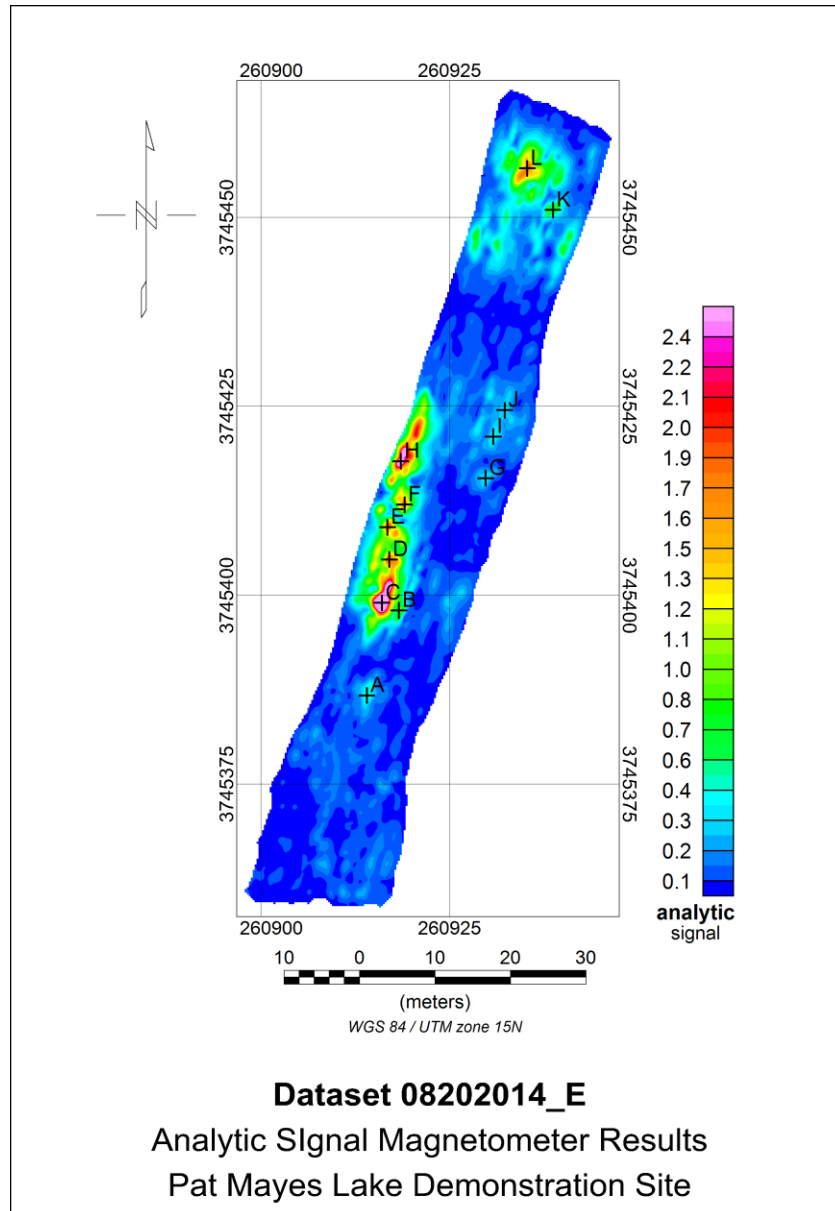 260900 260925
L
K
3745450 3745450
J
3745425 3745425
I
H
G
F
E
D
3745400 3745400
C
B
A
3745375 3745375
260900 260925
2.4
2.2
2.1
2.0
1.9
1.7
1.6
1.3
1.2
1.1
1.0
0.8
0.7
0.6
0.4
0.3
0.2
0.1
analytic
signal
N
10 0 10 20 30
(meters)
WGS 84 / UTM zone 15N
Dataset 08202014_E
Analytic SIgnal Magnetometer Results
Pat Mayes Lake Demonstration Site